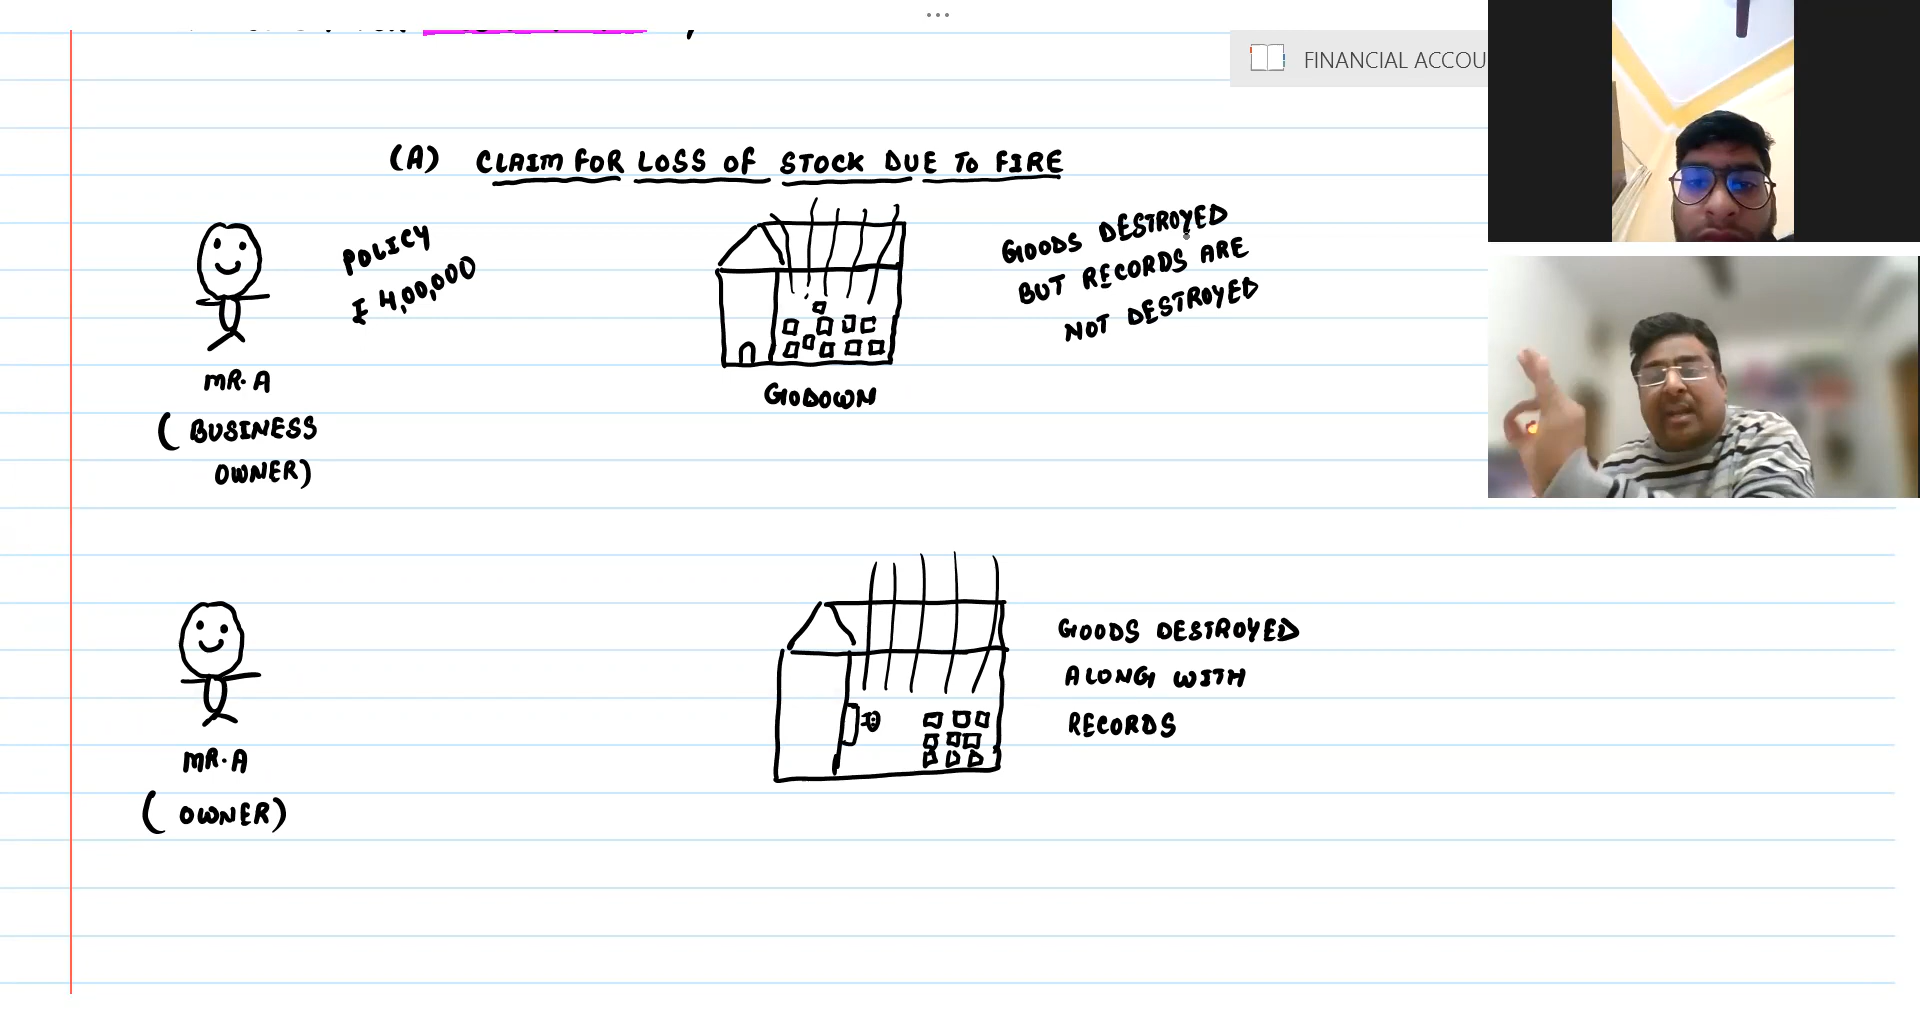 FINANCIAL ACCOU
(A) CLAIM FOR LOSS OF STOCK DUE TO FIRE
POLICY
₹ 4,00,000
GOODS DESTROYED
BUT RECORDS ARE
NOT DESTROYED
MR. A
(BUSINESS
OWNER)
GODOWN
GOODS DESTROYED
ALONG WITH
RECORDS
MR. A
(OWNER)